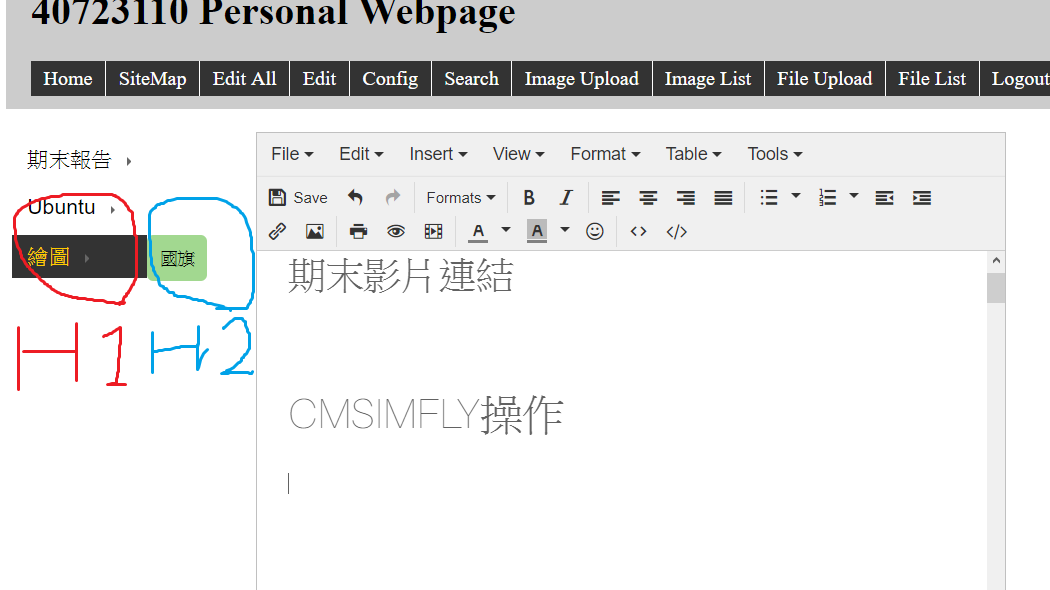 40723110 Personal Webpage
Home SiteMap Edit All Edit Config Search Image Upload Image List File Upload File List Logout
期末報告
Ubuntu
繪圖
國旗
H1 H2
File Edit Insert View Format Table Tools
Save Formats B I
A A
期末影片連結
CMSIMFLY操作